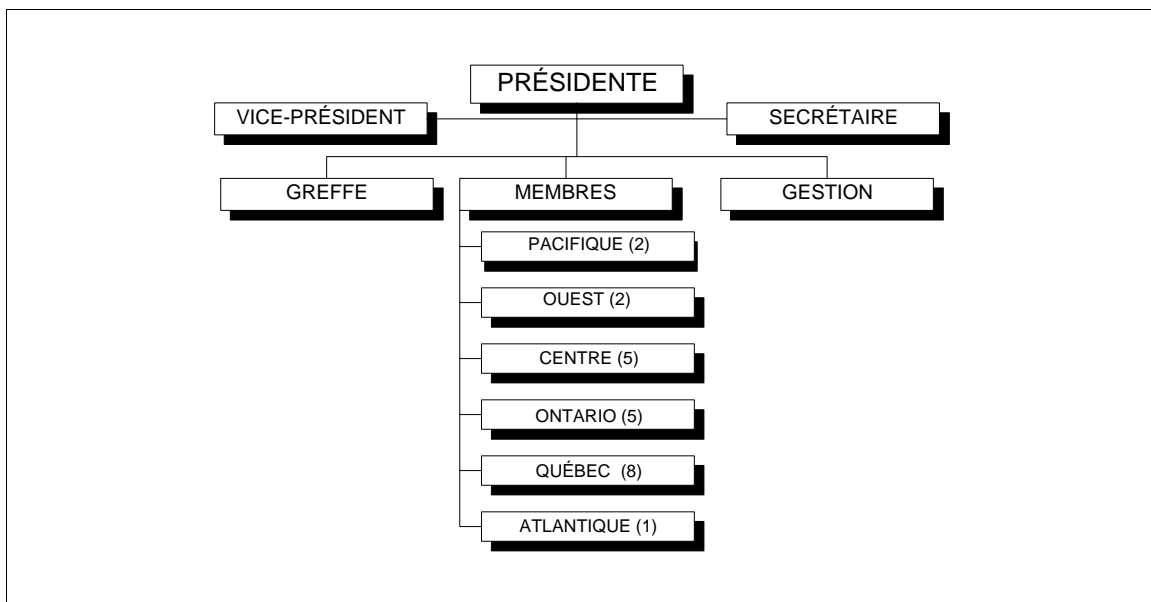 PRÉSIDENTE
VICE-PRÉSIDENT
SECRÉTAIRE
GREFFE
MEMBRES
GESTION
PACIFIQUE (2)
OUEST (2)
CENTRE (5)
ONTARIO (5)
QUÉBEC (8)
ATLANTIQUE (1)